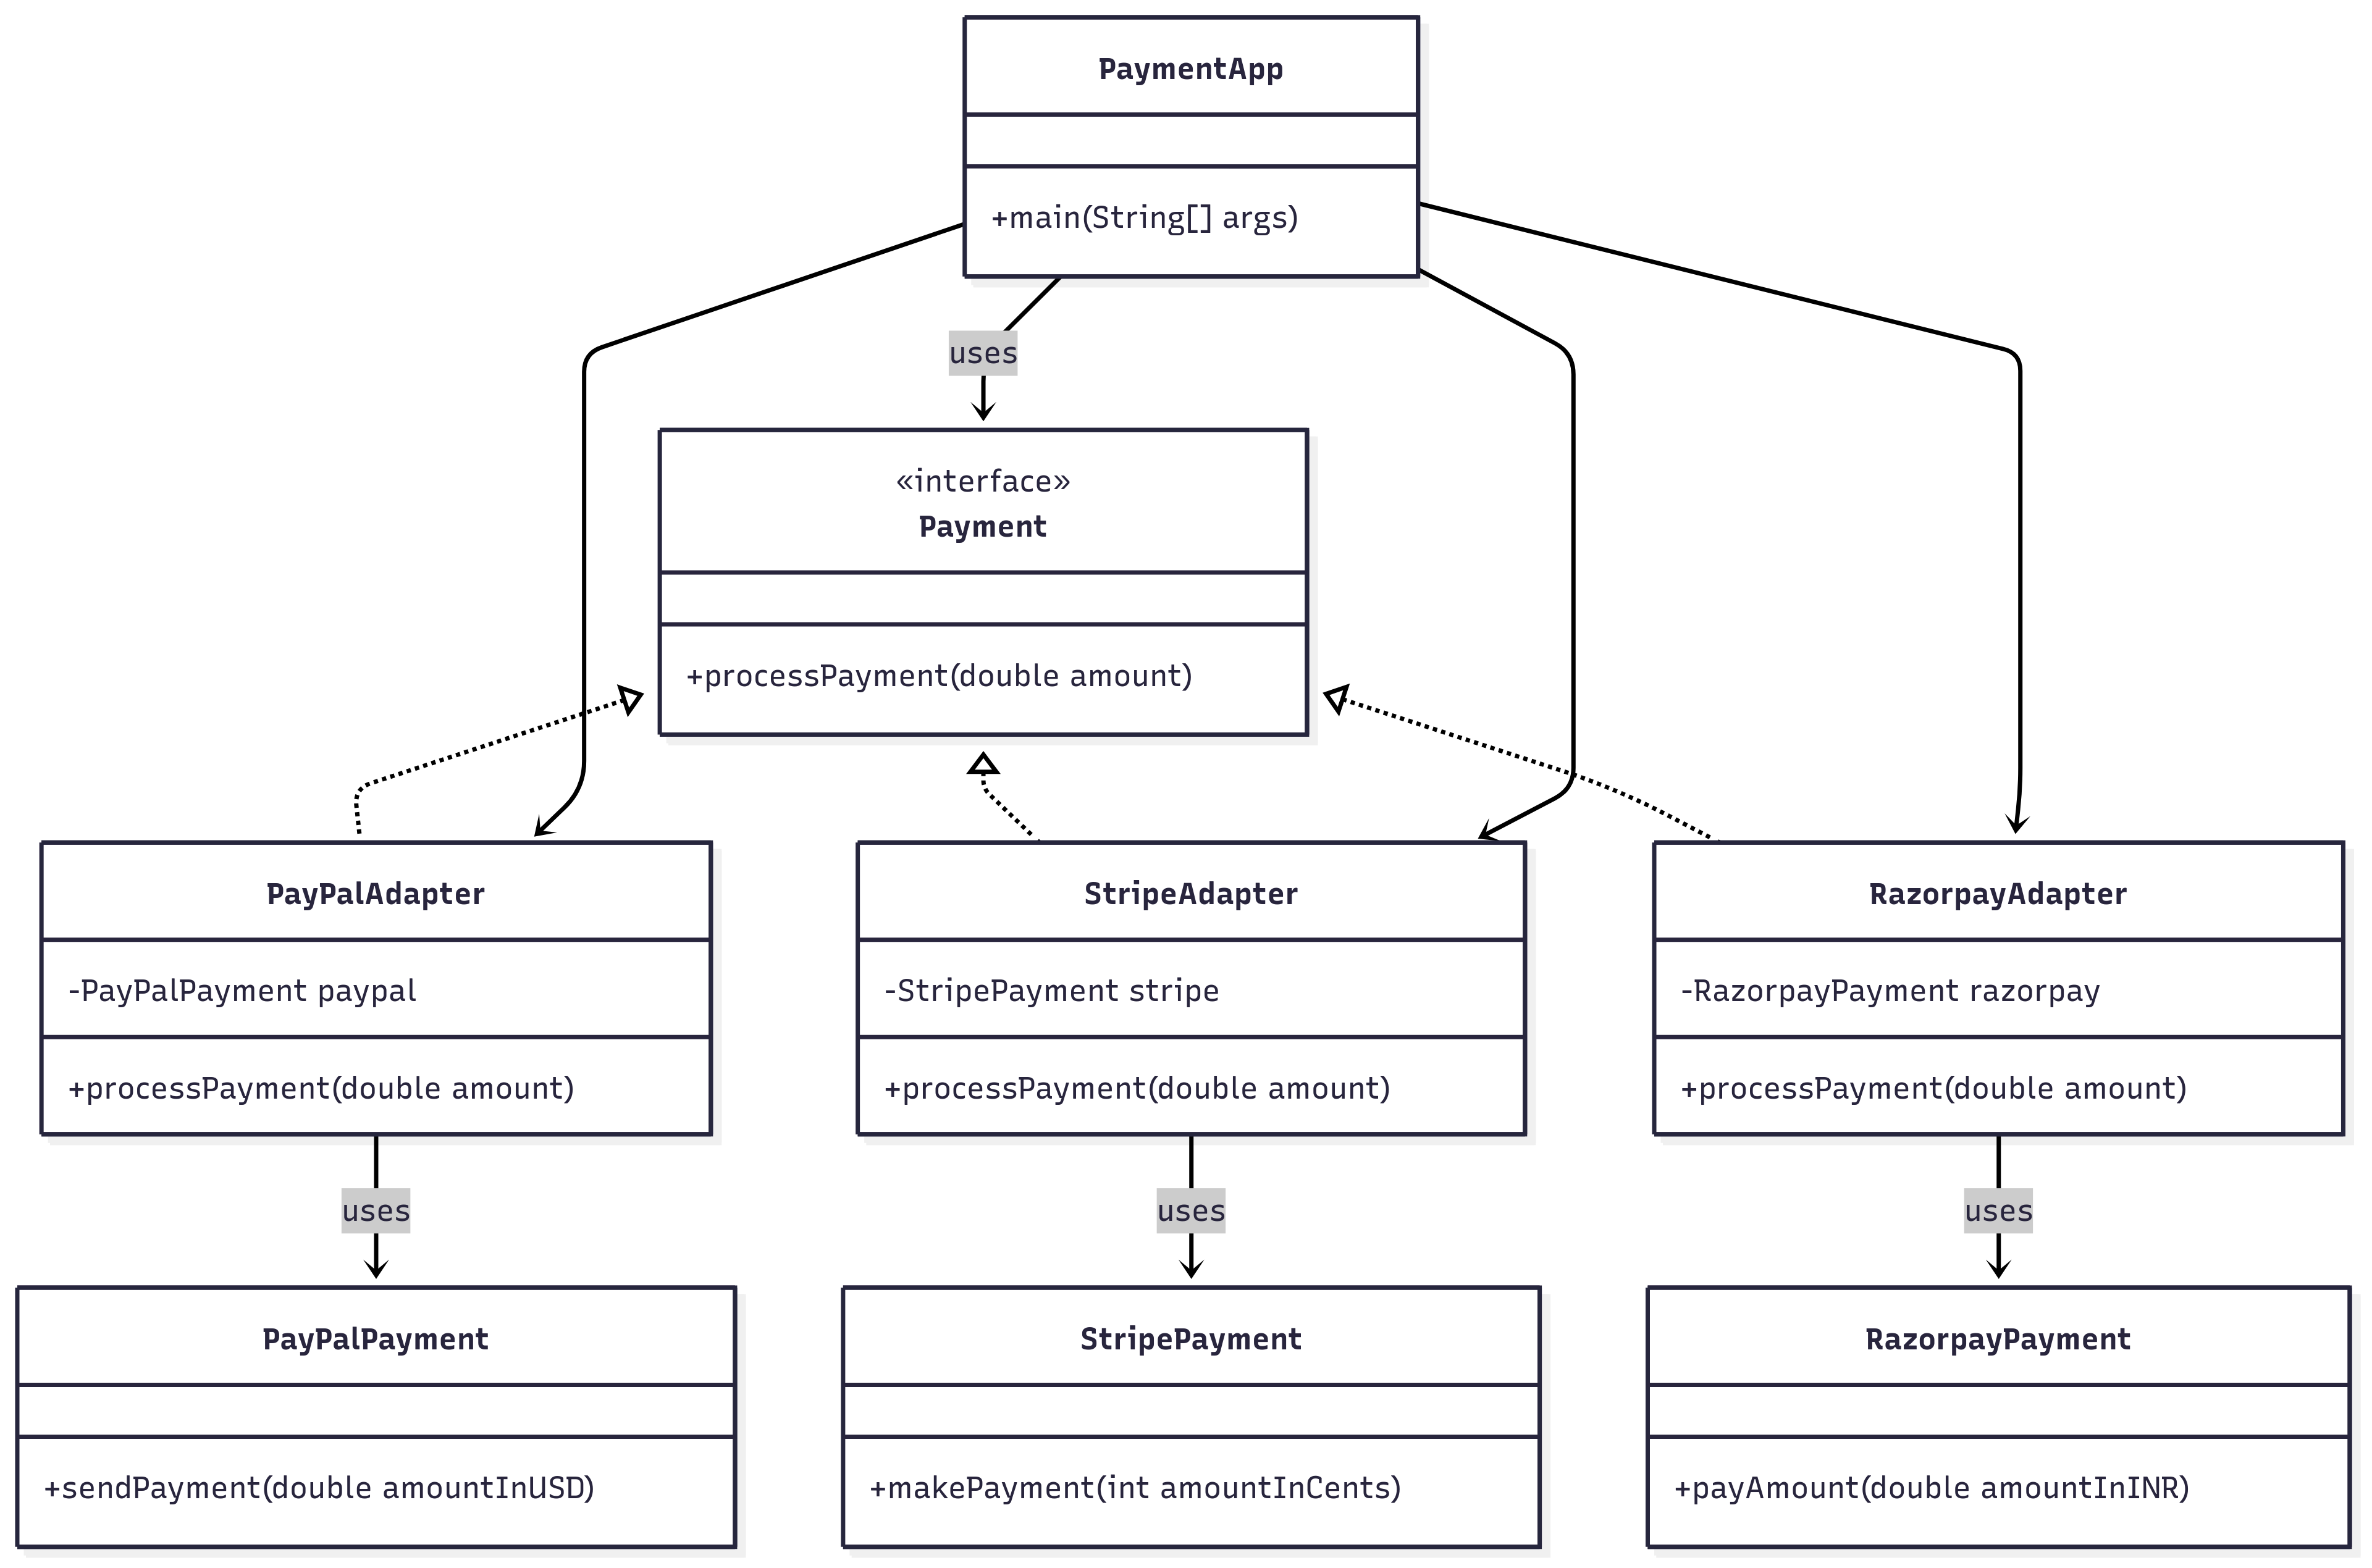 PaymentApp
+main(String[] args)
uses
«interface»
Payment
+processPayment(double amount)
PayPalAdapter
-PayPalPayment paypal
+processPayment(double amount)
StripeAdapter
-StripePayment stripe
+processPayment(double amount)
RazorpayAdapter
-RazorpayPayment razorpay
+processPayment(double amount)
uses
uses
uses
PayPalPayment
+sendPayment(double amountInUSD)
StripePayment
+makePayment(int amountInCents)
RazorpayPayment
+payAmount(double amountInINR)